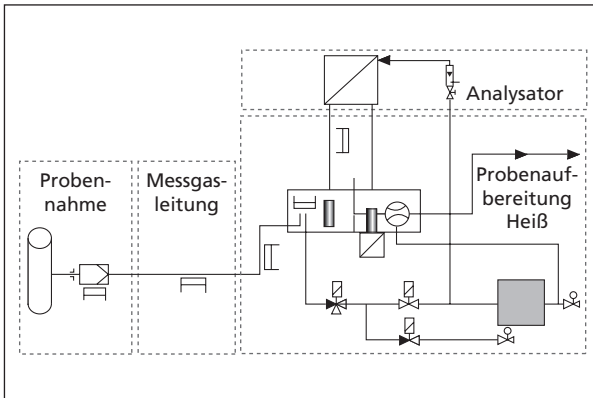 Analysator
Proben-
nahme
Messgas-
leitung
Probenauf-
bereitung
Heiß